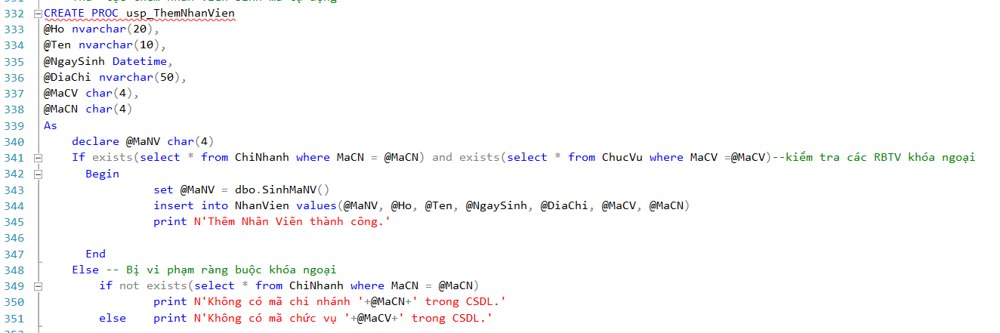 332 CREATE PROC usp_ThemNhanVien
333 @Ho nvarchar(20),
334 @Ten nvarchar(10),
335 @NgaySinh Datetime,
336 @DiaChi nvarchar(50),
337 @MaCV char(4),
338 @MaCN char(4)
339 As
340 declare @MaNV char(4)
341 If exists(select * from ChiNhanh where MaCN = @MaCN) and exists(select * from ChucVu where MaCV =@MaCV)--kiểm tra các RBTV khóa ngoại
342 Begin
343 set @MaNV = dbo.SinhMaNV()
344 insert into NhanVien values(@MaNV, @Ho, @Ten, @NgaySinh, @DiaChi, @MaCV, @MaCN)
345 print N'Thêm Nhân Viên thành công.'
346
347 End
348 Else -- Bị vi phạm ràng buộc khóa ngoại
349 if not exists(select * from ChiNhanh where MaCN = @MaCN)
350 print N'Không có mã chi nhánh '+@MaCN+' trong CSDL.'
351 else print N'Không có mã chức vụ '+@MaCV+' trong CSDL.'